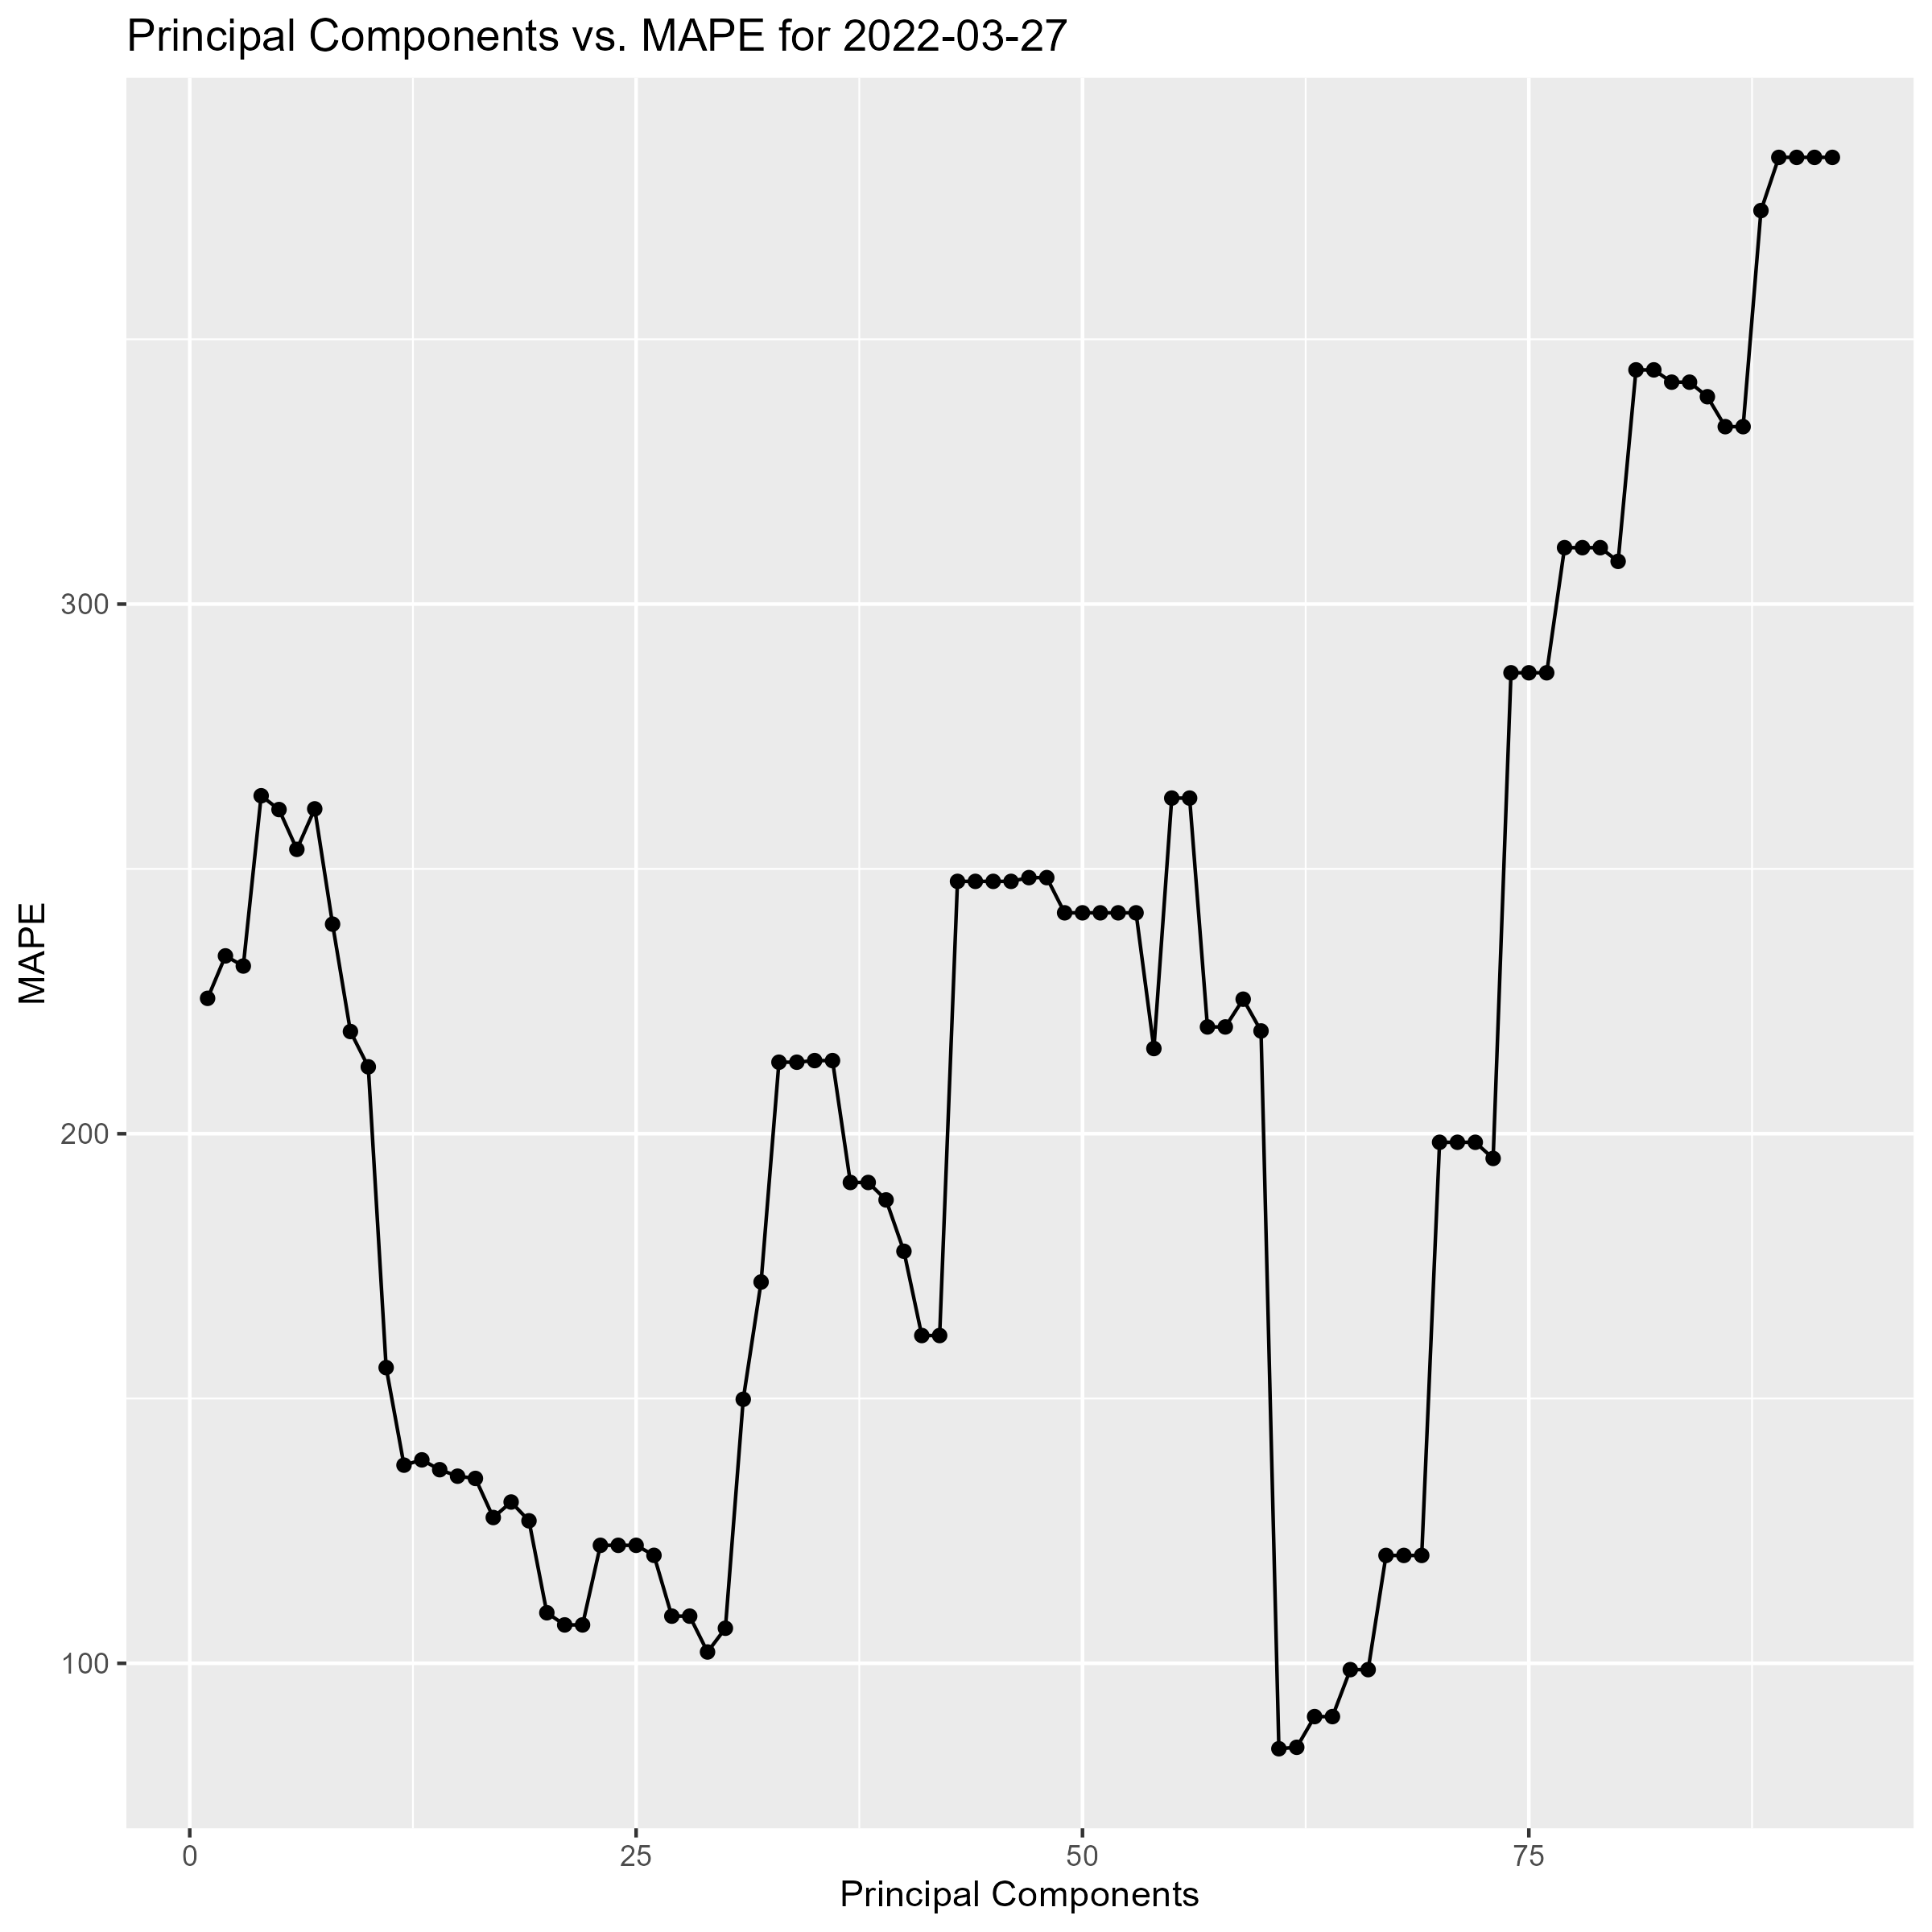 Principal Components vs. MAPE for 2022-03-27
MAPE
300
200
100
0 25 50 75
Principal Components